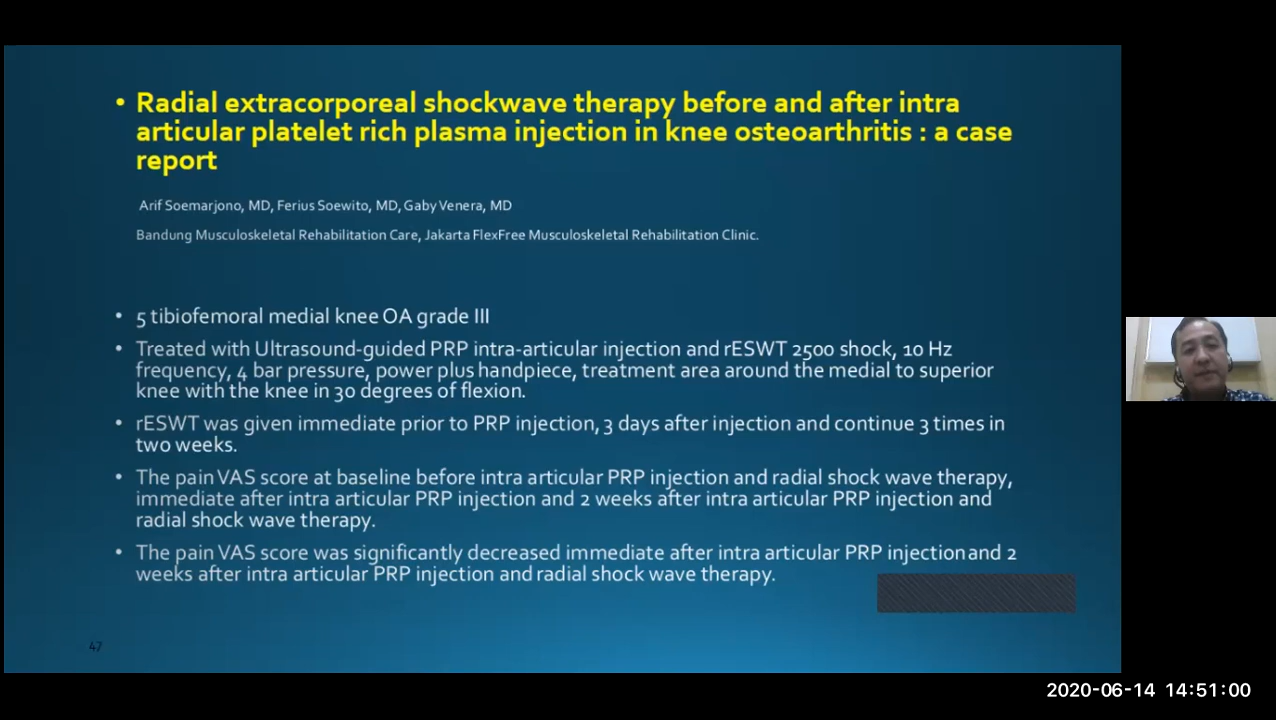 • Radial extracorporeal shockwave therapy before and after intra
articular platelet rich plasma injection in knee osteoarthritis : a case
report
Arif Soemarjono, MD, Ferius Soewito, MD, Gaby Venera, MD
Bandung Musculoskeletal Rehabilitation Care, Jakarta FlexFree Musculoskeletal Rehabilitation Clinic.
• 5 tibiofemoral medial knee OA grade III
• Treated with Ultrasound-guided PRP intra-articular injection and rESWT 2500 shock, 10 Hz
frequency, 4 bar pressure, power plus handpiece, treatment area around the medial to superior
knee with the knee in 30 degrees of flexion.
• rESWT was given immediate prior to PRP injection, 3 days after injection and continue 3 times in
two weeks.
• The pain VAS score at baseline before intra articular PRP injection and radial shock wave therapy,
immediate after intra articular PRP injection and 2 weeks after intra articular PRP injection and
radial shock wave therapy.
• The pain VAS score was significantly decreased immediate after intra articular PRP injection and 2
weeks after intra articular PRP injection and radial shock wave therapy.
47
2020-06-14 14:51:00